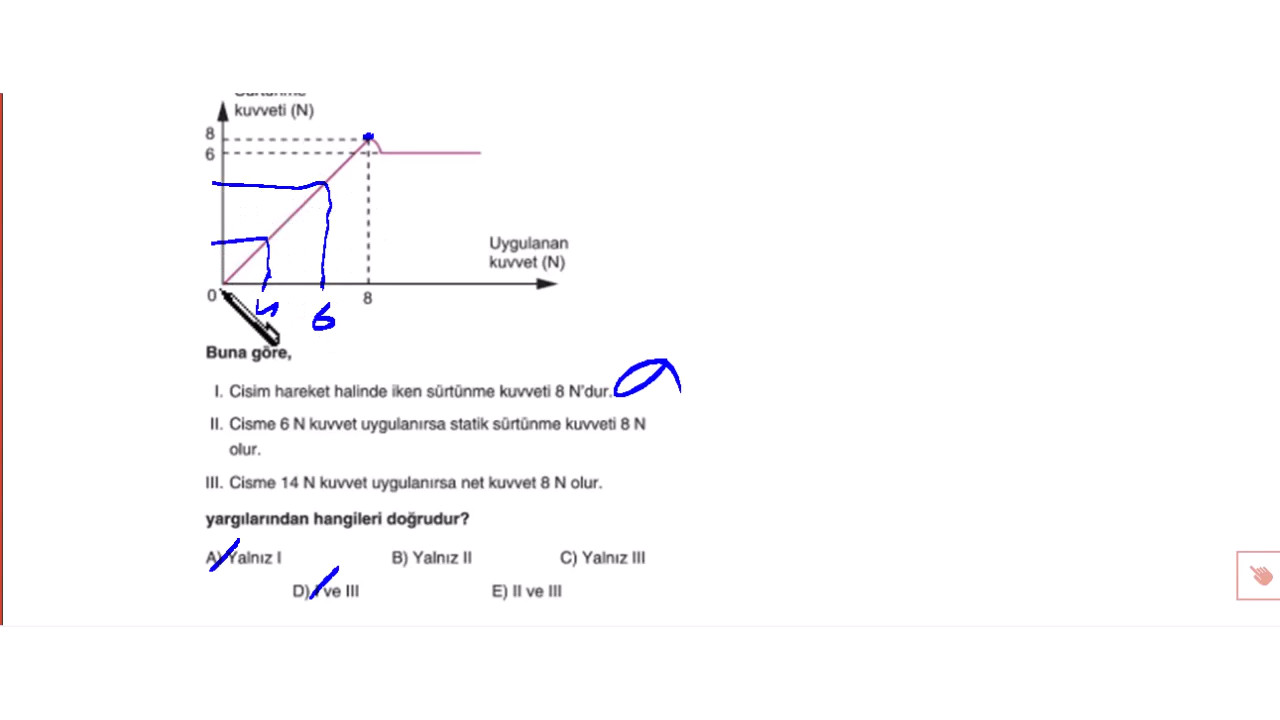 kuvveti (N)
8
6
Uygulanan
kuvvet (N)
0
8
4
6
Buna göre,
I. Cisim hareket halinde iken sürtünme kuvveti 8 N'dur.
II. Cisme 6 N kuvvet uygulanırsa statik sürtünme kuvveti 8 N
olur.
III. Cisme 14 N kuvvet uygulanırsa net kuvvet 8 N olur.
yargılarından hangileri doğrudur?
A) Yalnız I B) Yalnız II C) Yalnız III
D) I ve III E) II ve III